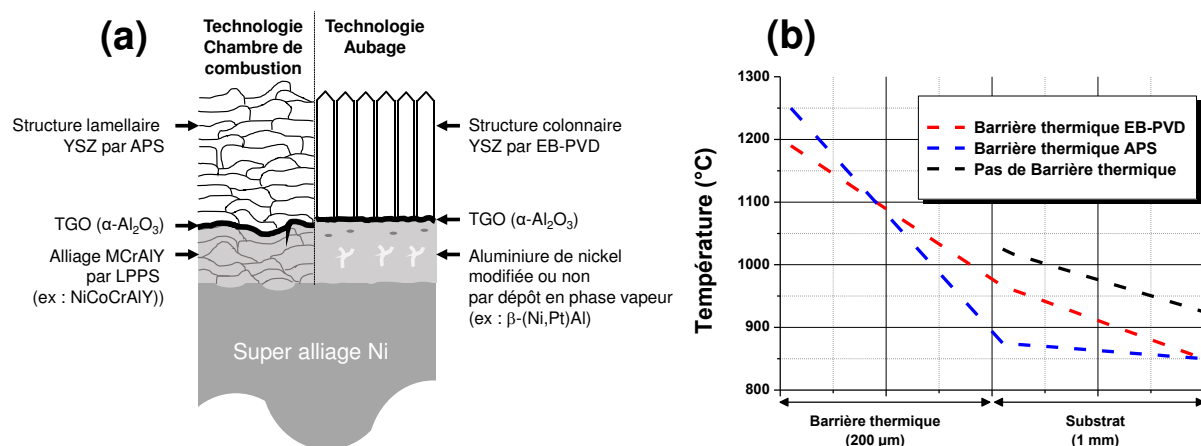 (a)
Technologie
Chambre de
combustion
Technologie
Aubage
Structure lamellaire
YSZ par APS
Structure colonnaire
YSZ par EB-PVD
TGO (α-Al₂O₃)
TGO (α-Al₂O₃)
Alliage MCrAlY
par LPPS
(ex : NiCoCrAlY))
Aluminiure de nickel
modifiée ou non
par dépôt en phase vapeur
(ex : β-(Ni,Pt)Al)
Super alliage Ni
(b)
Température (°C)
1300
1200
1100
1000
900
800
Barrière thermique EB-PVD
Barrière thermique APS
Pas de Barrière thermique
Barrière thermique
(200 µm)
Substrat
(1 mm)